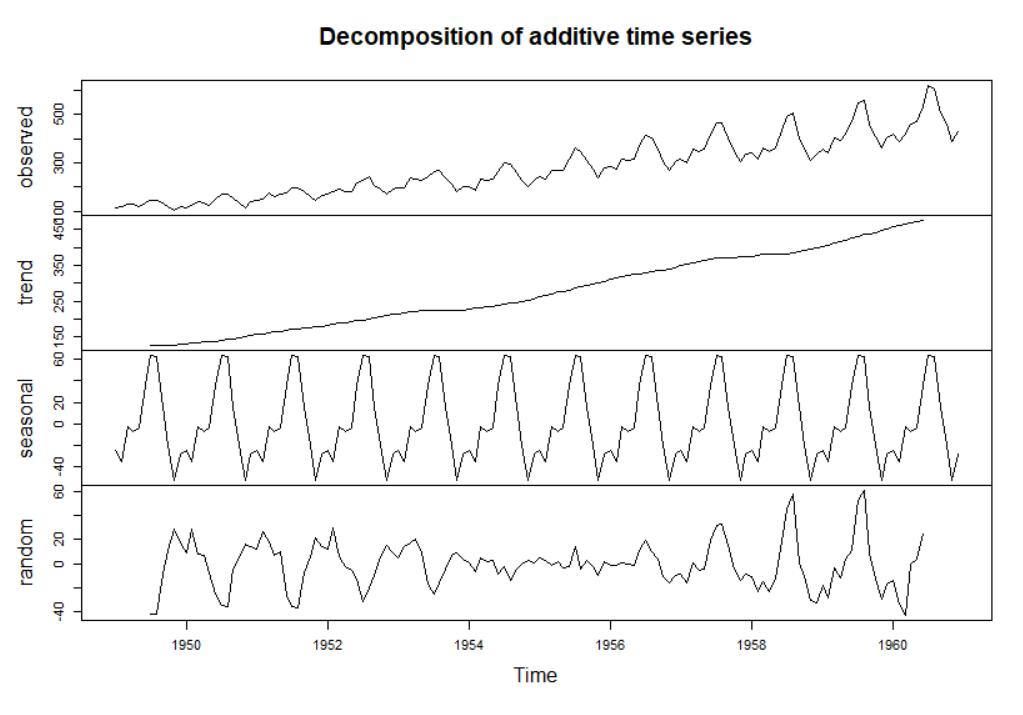 Decomposition of additive time series
observed
500
300
100
trend
450
350
250
150
seasonal
60
20
0
-40
random
60
20
0
-40
1950 1952 1954 1956 1958 1960
Time